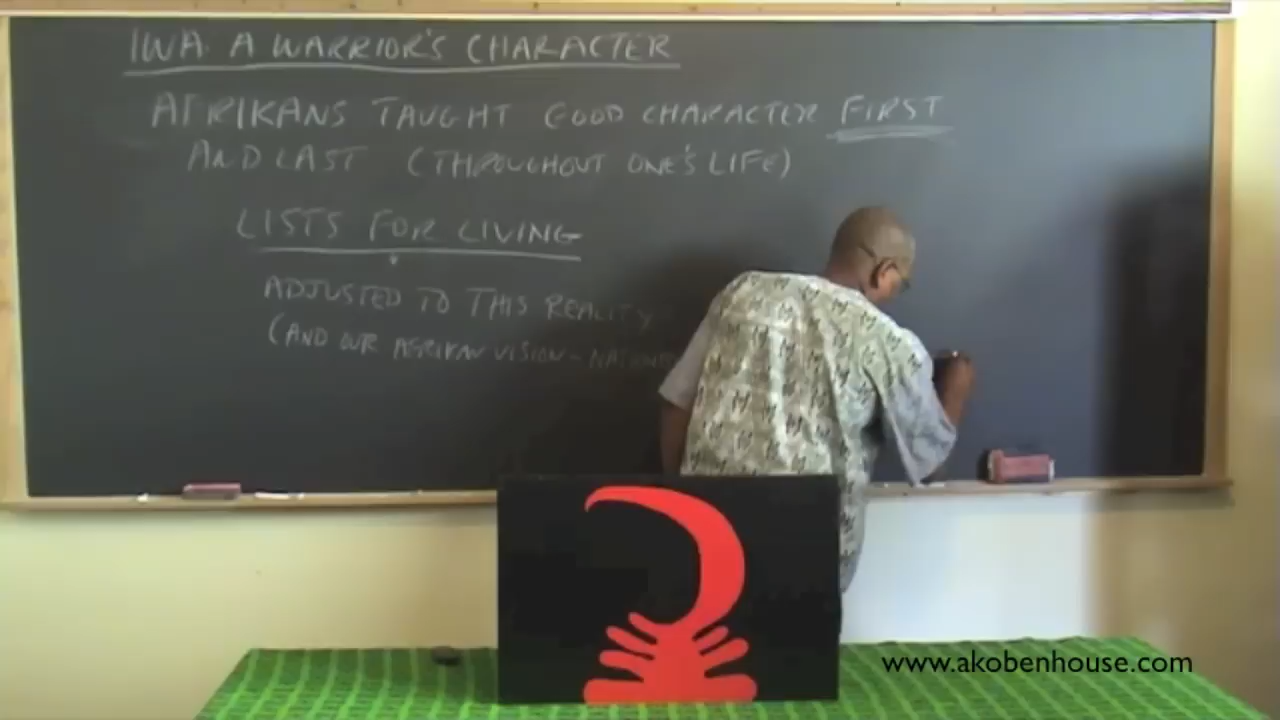 IWA A WARRIOR'S CHARACTER
AFRIKANS TAUGHT GOOD CHARACTER FIRST
AND LAST (THROUGHOUT ONE'S LIFE)
LISTS FOR LIVING
ADJUSTED TO THIS REALITY
(AND OUR AFRIKAN VISION -
www.akobenhouse.com